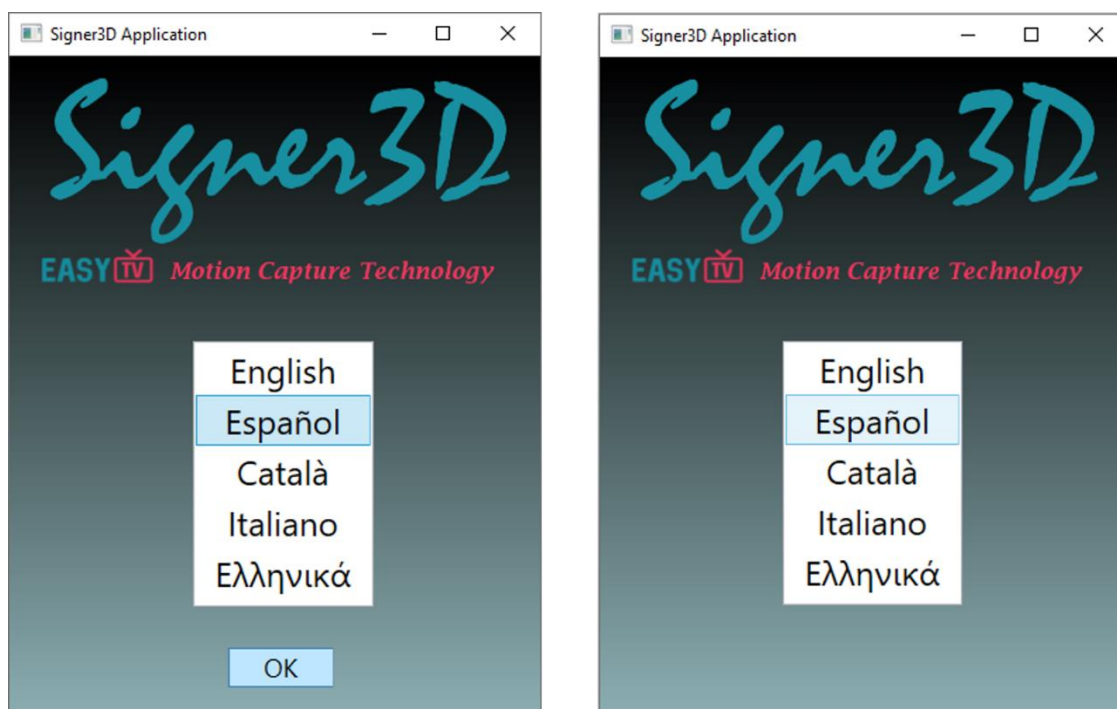 Signer3D Application
Signer3D
EASY TV Motion Capture Technology
English
Español
Català
Italiano
Ελληνικά
OK
Signer3D Application
Signer3D
EASY TV Motion Capture Technology
English
Español
Català
Italiano
Ελληνικά